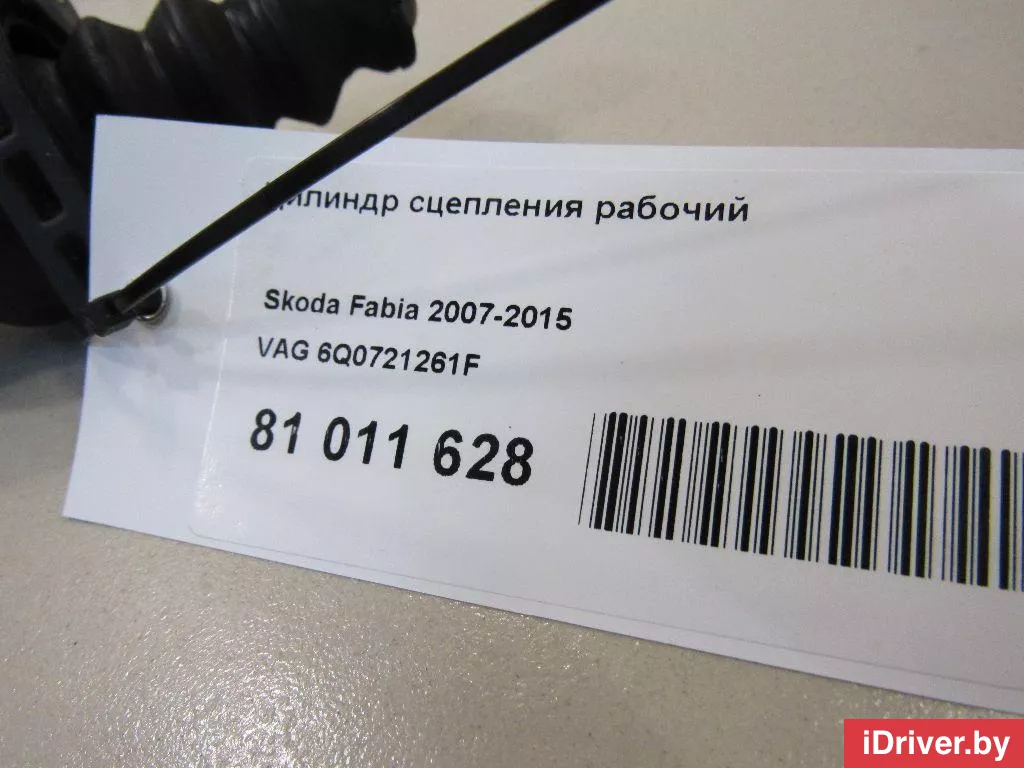 Цилиндр сцепления рабочий
Skoda Fabia 2007-2015
VAG 6Q0721261F
81 011 628
iDriver.by